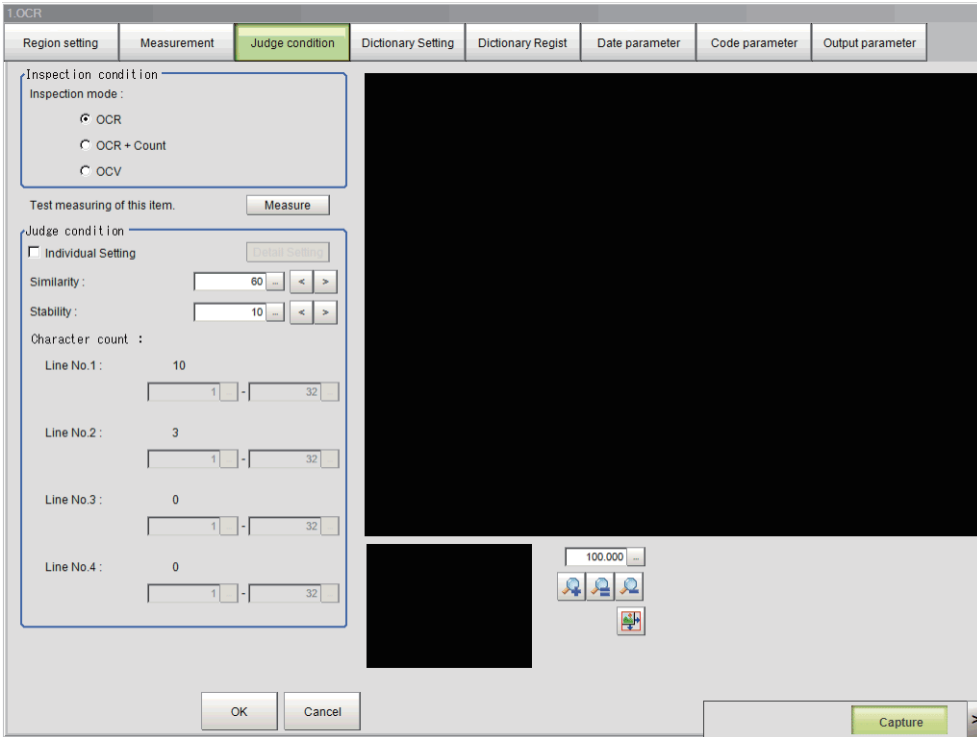 1.OCR
Region setting Measurement Judge condition Dictionary Setting Dictionary Regist Date parameter Code parameter Output parameter
Inspection condition
Inspection mode :
OCR
OCR + Count
OCV
Test measuring of this item. Measure
Judge condition
Individual Setting Detail Setting
Similarity : 60 ... < >
Stability : 10 ... < >
Character count :
Line No.1 : 10
1 ... - 32 ...
Line No.2 : 3
1 ... - 32 ...
Line No.3 : 0
1 ... - 32 ...
100.000 ...
Line No.4 : 0
1 ... - 32 ...
OK Cancel
Capture >